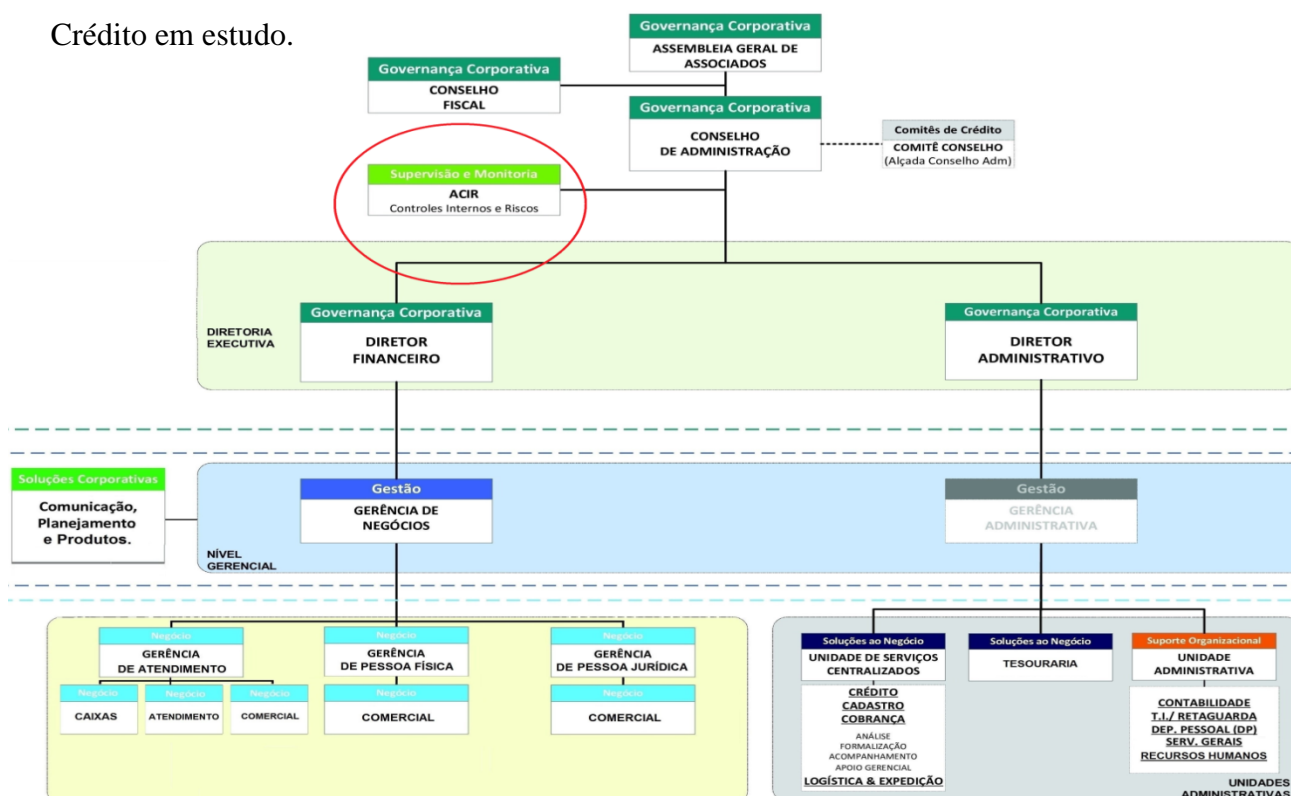 Crédito em estudo.
Governança Corporativa
ASSEMBLEIA GERAL DE
ASSOCIADOS
Governança Corporativa
CONSELHO
FISCAL
Governança Corporativa
CONSELHO
DE ADMINISTRAÇÃO
Comitês de Crédito
COMITÊ CONSELHO
(Alçada Conselho Adm)
Supervisão e Monitoria
ACIR
Controles Internos e Riscos
DIRETORIA
EXECUTIVA
Governança Corporativa
DIRETOR
FINANCEIRO
Governança Corporativa
DIRETOR
ADMINISTRATIVO
Soluções Corporativas
Comunicação,
Planejamento
e Produtos.
NÍVEL
GERENCIAL
Gestão
GERÊNCIA DE
NEGÓCIOS
Gestão
GERÊNCIA
ADMINISTRATIVA
Negócio
GERÊNCIA
DE ATENDIMENTO
Negócio
CAIXAS
Negócio
ATENDIMENTO
Negócio
COMERCIAL
Negócio
GERÊNCIA
DE PESSOA FÍSICA
Negócio
COMERCIAL
Negócio
GERÊNCIA
DE PESSOA JURÍDICA
Negócio
COMERCIAL
Soluções ao Negócio
UNIDADE DE SERVIÇOS
CENTRALIZADOS
CRÉDITO
CADASTRO
COBRANÇA
ANÁLISE
FORMALIZAÇÃO
ACOMPANHAMENTO
APOIO GERENCIAL
LOGÍSTICA & EXPEDIÇÃO
Soluções ao Negócio
TESOURARIA
Suporte Organizacional
UNIDADE
ADMINISTRATIVA
CONTABILIDADE
T.I./ RETAGUARDA
DEP. PESSOAL (DP)
SERV. GERAIS
RECURSOS HUMANOS
UNIDADES
ADMINISTRATIVAS